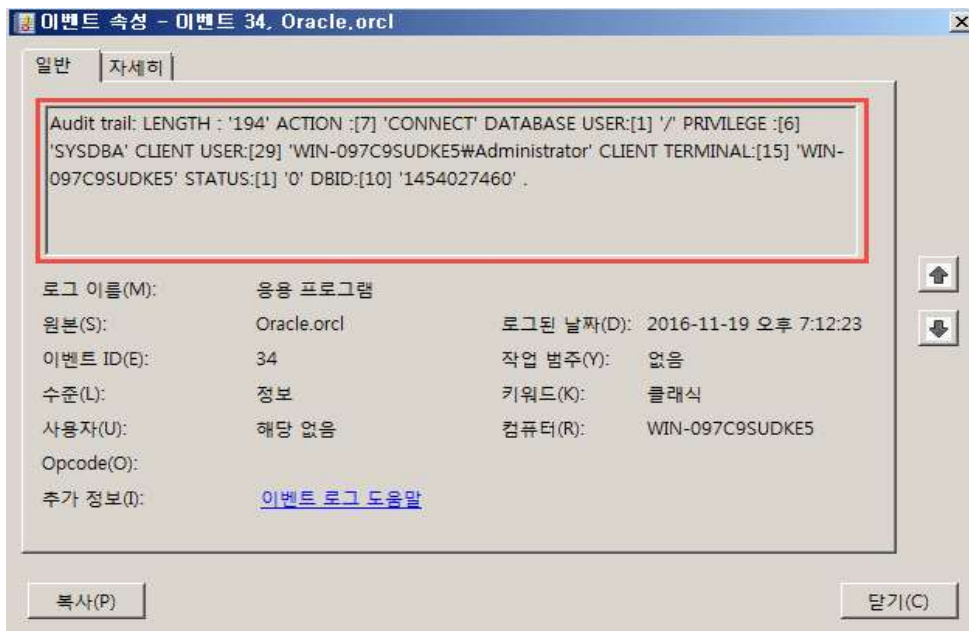 이벤트 속성 - 이벤트 34, Oracle.orcl
일반 자세히
Audit trail: LENGTH : '194' ACTION :[7] 'CONNECT' DATABASE USER:[1] '/' PRIVILEGE :[6]
'SYSDBA' CLIENT USER:[29] 'WIN-097C9SUDKE5₩Administrator' CLIENT TERMINAL:[15] 'WIN-
097C9SUDKE5' STATUS:[1] '0' DBID:[10] '1454027460' .
로그 이름(M): 응용 프로그램
원본(S): Oracle.orcl 로그된 날짜(D): 2016-11-19 오후 7:12:23
이벤트 ID(E): 34 작업 범주(Y): 없음
수준(L): 정보 키워드(K): 클래식
사용자(U): 해당 없음 컴퓨터(R): WIN-097C9SUDKE5
Opcode(O):
추가 정보(I): 이벤트 로그 도움말
복사(P) 닫기(C)